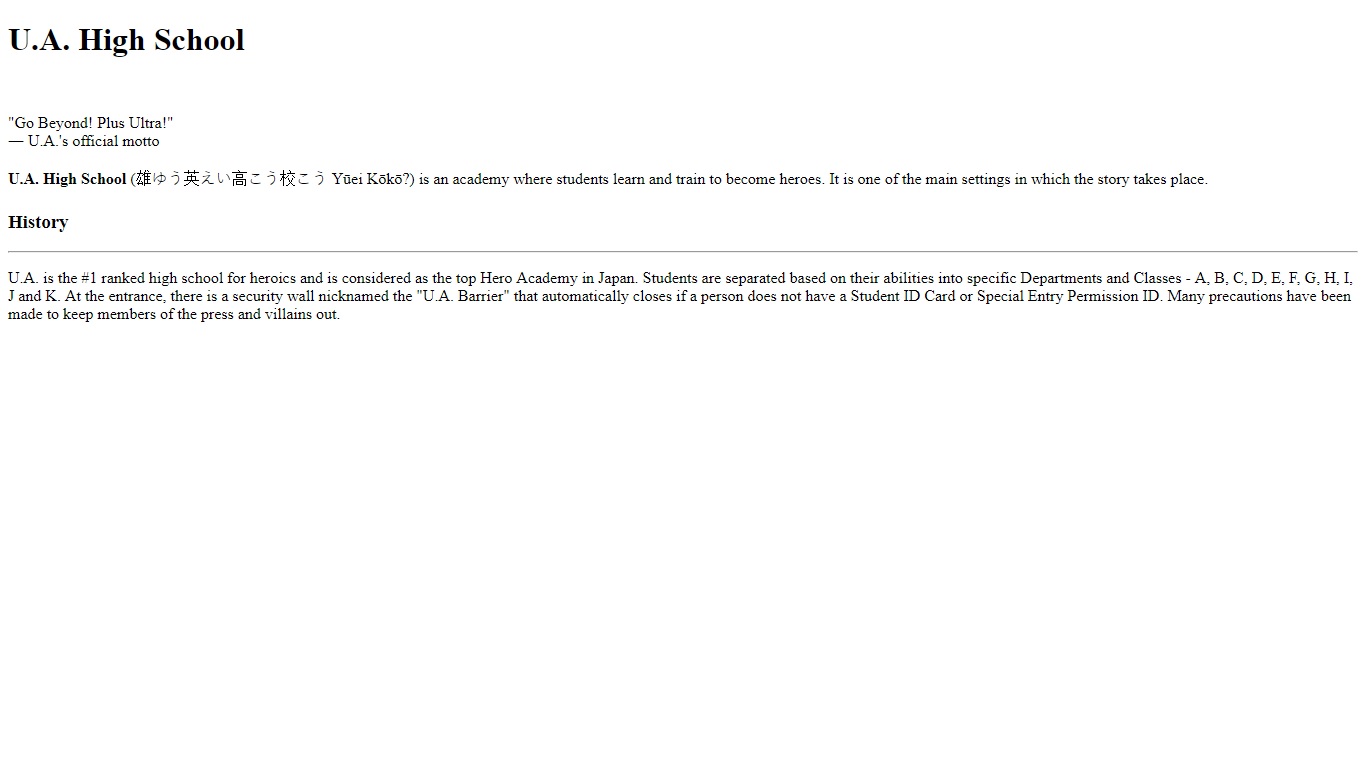 U.A. High School
"Go Beyond! Plus Ultra!"
— U.A.'s official motto
U.A. High School (雄ゆう英えい高こう校こう Yūei Kōkō?) is an academy where students learn and train to become heroes. It is one of the main settings in which the story takes place.
History
U.A. is the #1 ranked high school for heroics and is considered as the top Hero Academy in Japan. Students are separated based on their abilities into specific Departments and Classes - A, B, C, D, E, F, G, H, I,
J and K. At the entrance, there is a security wall nicknamed the "U.A. Barrier" that automatically closes if a person does not have a Student ID Card or Special Entry Permission ID. Many precautions have been
made to keep members of the press and villains out.